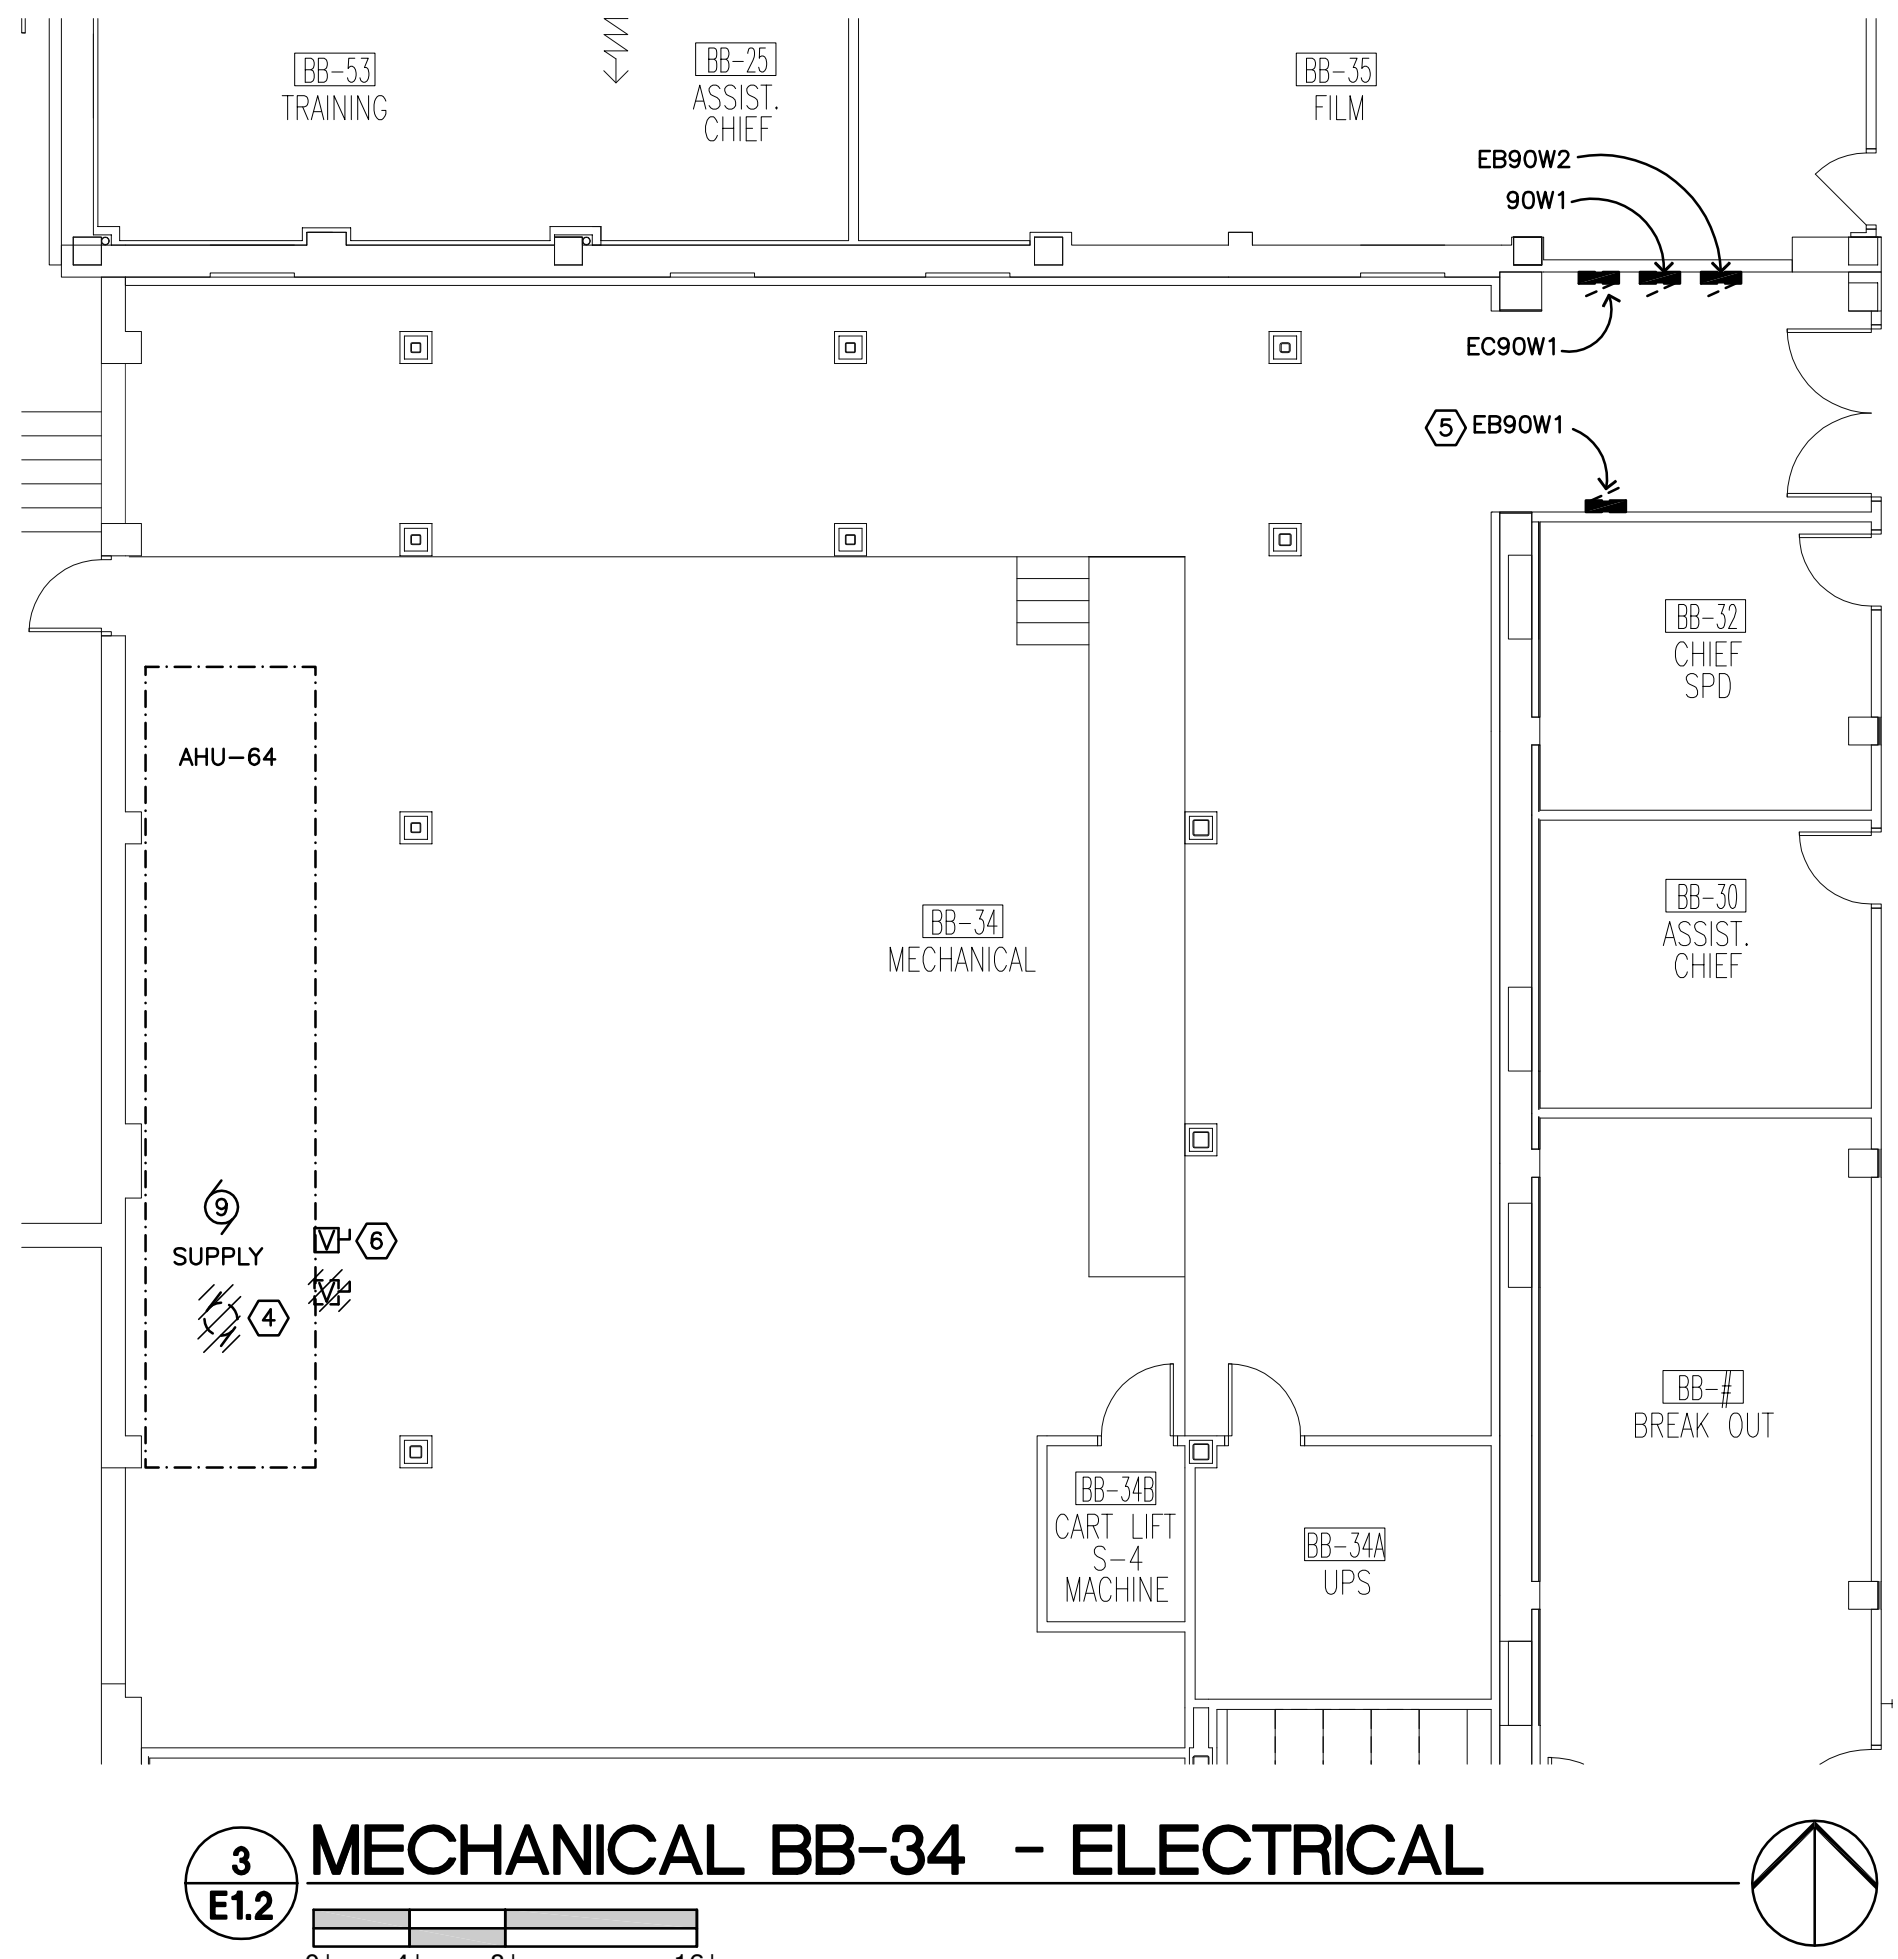 BB-53
TRAINING
BB-25
ASSIST.
CHIEF
BB-35
FILM
EB90W2
90W1
EC90W1
5 EB90W1
BB-32
CHIEF
SPD
AHU-64
BB-30
ASSIST.
CHIEF
BB-34
MECHANICAL
9
SUPPLY
V 6
V
4
BB-#
BREAK OUT
BB-34B
CART LIFT
S-4
MACHINE
BB-34A
UPS
3
E1.2
MECHANICAL BB-34 - ELECTRICAL